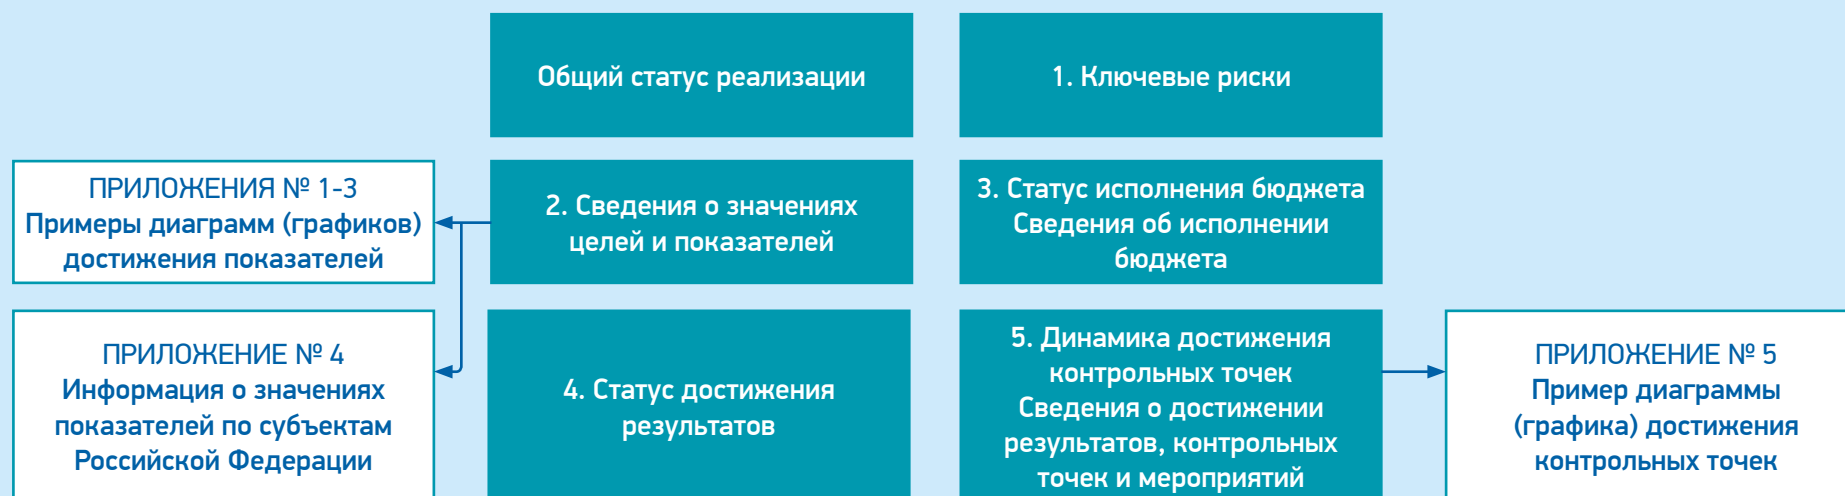 Общий статус реализации
1. Ключевые риски
ПРИЛОЖЕНИЯ № 1-3
Примеры диаграмм (графиков)
достижения показателей
2. Сведения о значениях
целей и показателей
3. Статус исполнения бюджета
Сведения об исполнении
бюджета
ПРИЛОЖЕНИЕ № 4
Информация о значениях
показателей по субъектам
Российской Федерации
4. Статус достижения
результатов
5. Динамика достижения
контрольных точек
Сведения о достижении
результатов, контрольных
точек и мероприятий
ПРИЛОЖЕНИЕ № 5
Пример диаграммы
(графика) достижения
контрольных точек